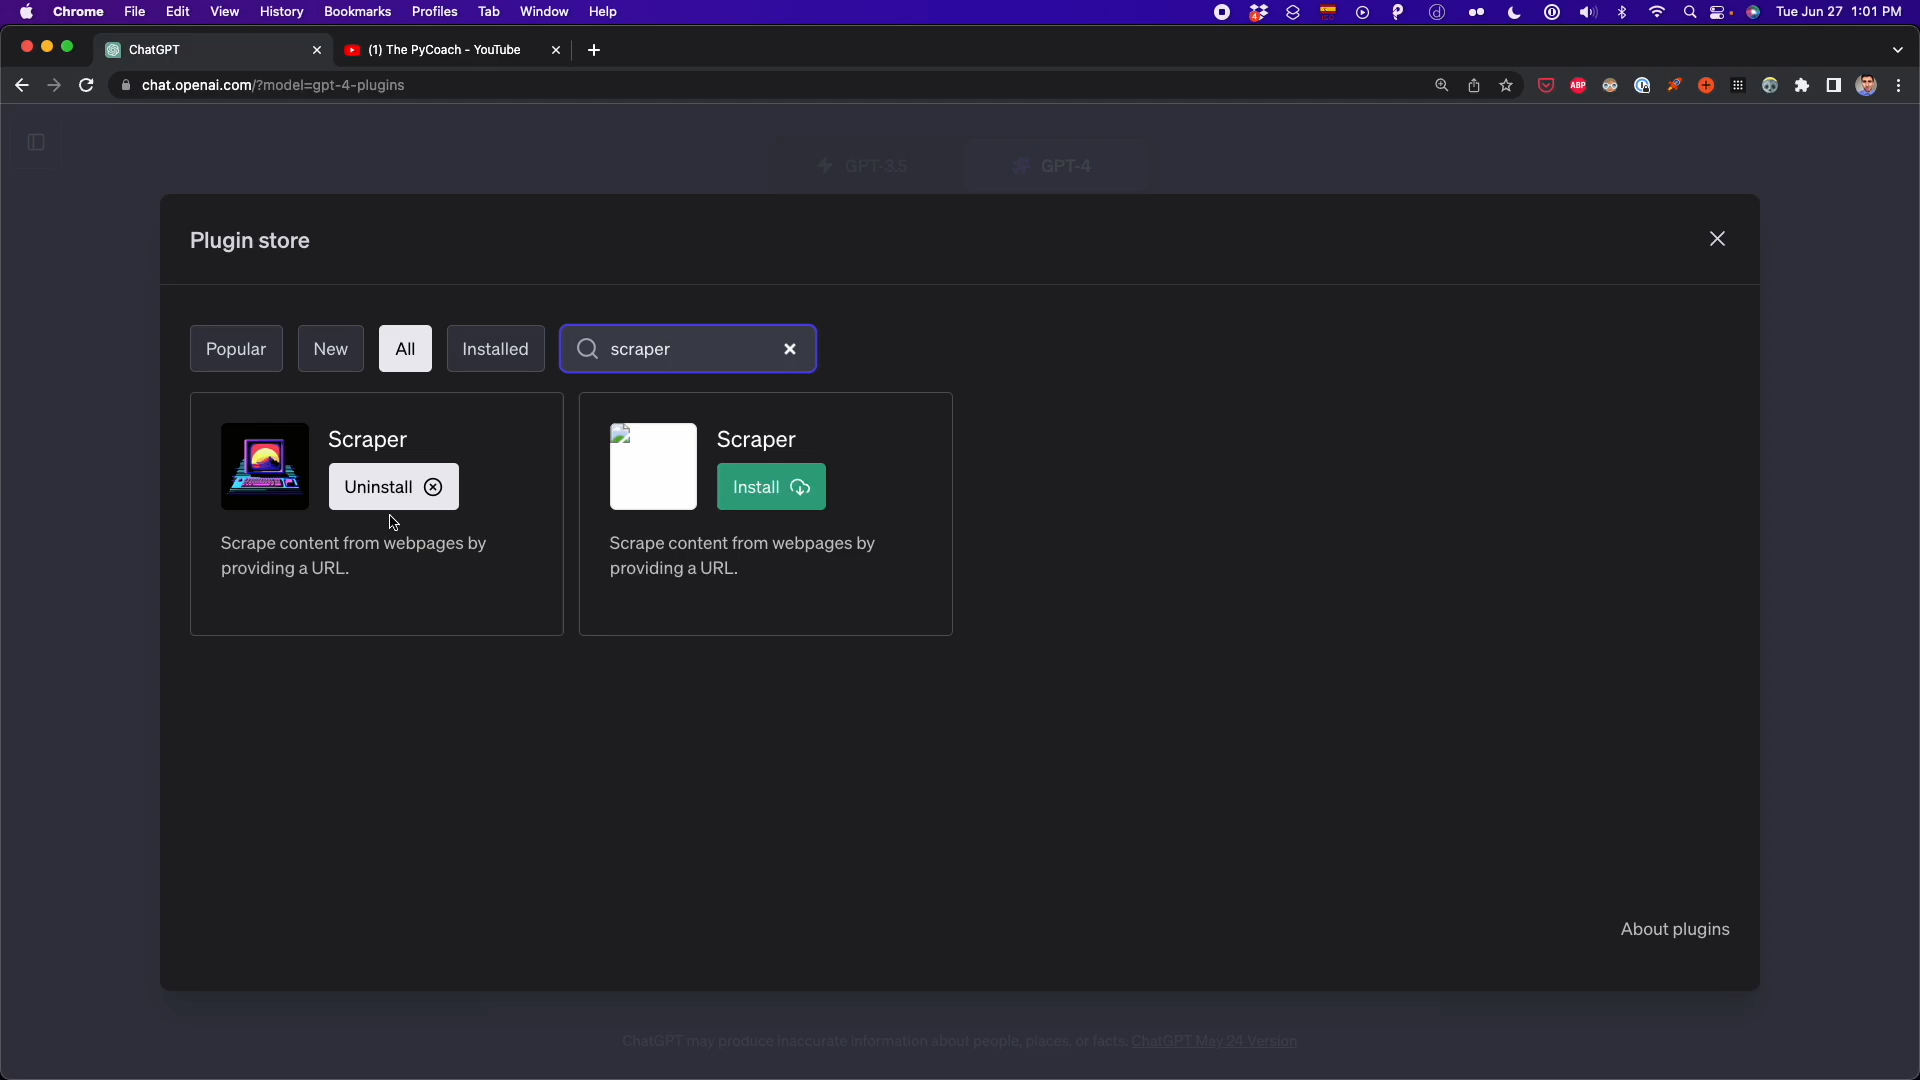 Chrome File Edit View History Bookmarks Profiles Tab Window Help Tue Jun 27 1:01 PM
ChatGPT (1) The PyCoach - YouTube
chat.openai.com/?model=gpt-4-plugins ABP
GPT-3.5 GPT-4
Plugin store
Popular New All Installed scraper
Scraper
Uninstall
Scrape content from webpages by
providing a URL.
Scraper
Install
Scrape content from webpages by
providing a URL.
About plugins
ChatGPT may produce inaccurate information about people, places, or facts. ChatGPT May 24 Version